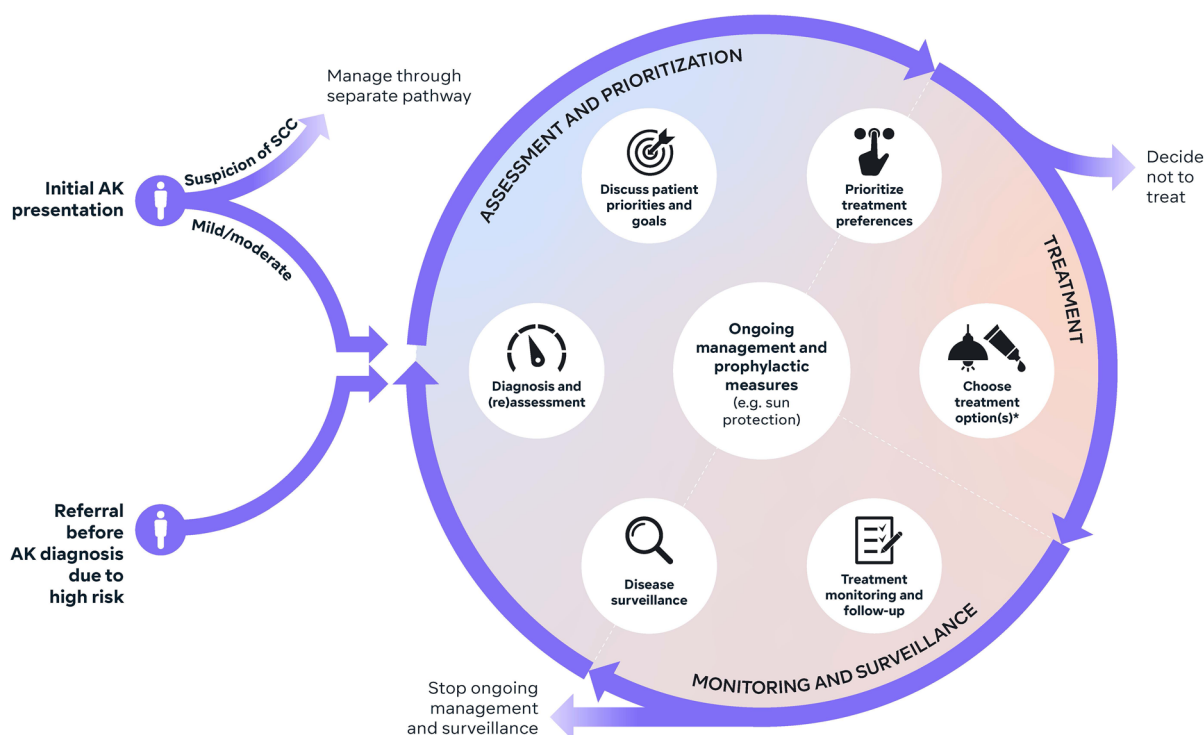 Manage through
separate pathway
Suspicion of SCC
Initial AK
presentation
Mild/moderate
Referral
before
AK diagnosis
due to
high risk
ASSESSMENT AND PRIORITIZATION
Discuss patient
priorities and
goals
Prioritize
treatment
preferences
Decide
not to
treat
TREATMENT
Diagnosis and
(re)assessment
Ongoing
management and
prophylactic
measures
(e.g. sun
protection)
Choose
treatment
option(s)*
Disease
surveillance
Treatment
monitoring and
follow-up
MONITORING AND SURVEILLANCE
Stop ongoing
management
and surveillance